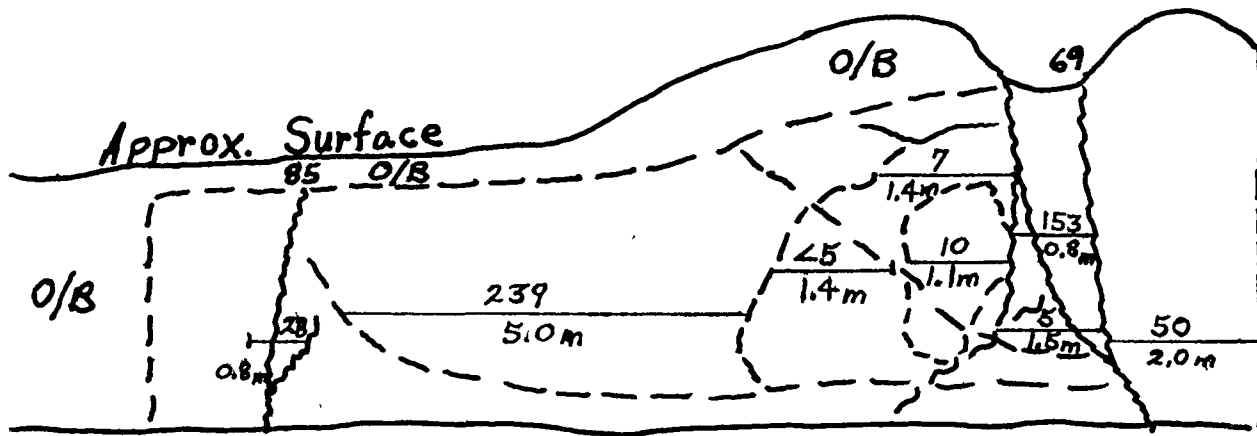 O/B
69
Approx. Surface
85
O/B
7
1.4m
153
0.8m
<5
1.4m
10
1.1m
O/B
239
5.0m
28
0.8m
5
1.5m
50
2.0m